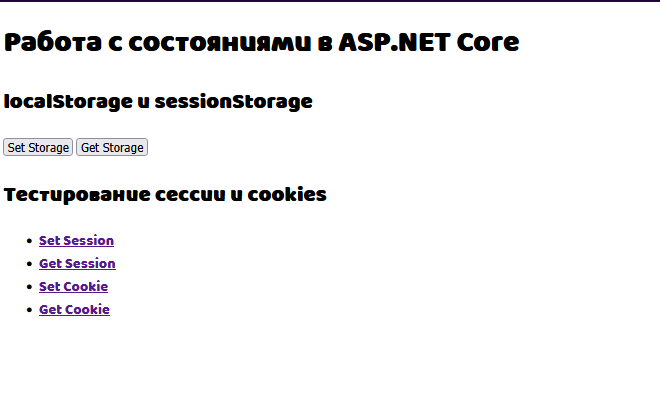 Работа с состояниями в ASP.NET Core
localStorage и sessionStorage
Set Storage Get Storage
Тестирование сессии и cookies
Set Session
Get Session
Set Cookie
Get Cookie